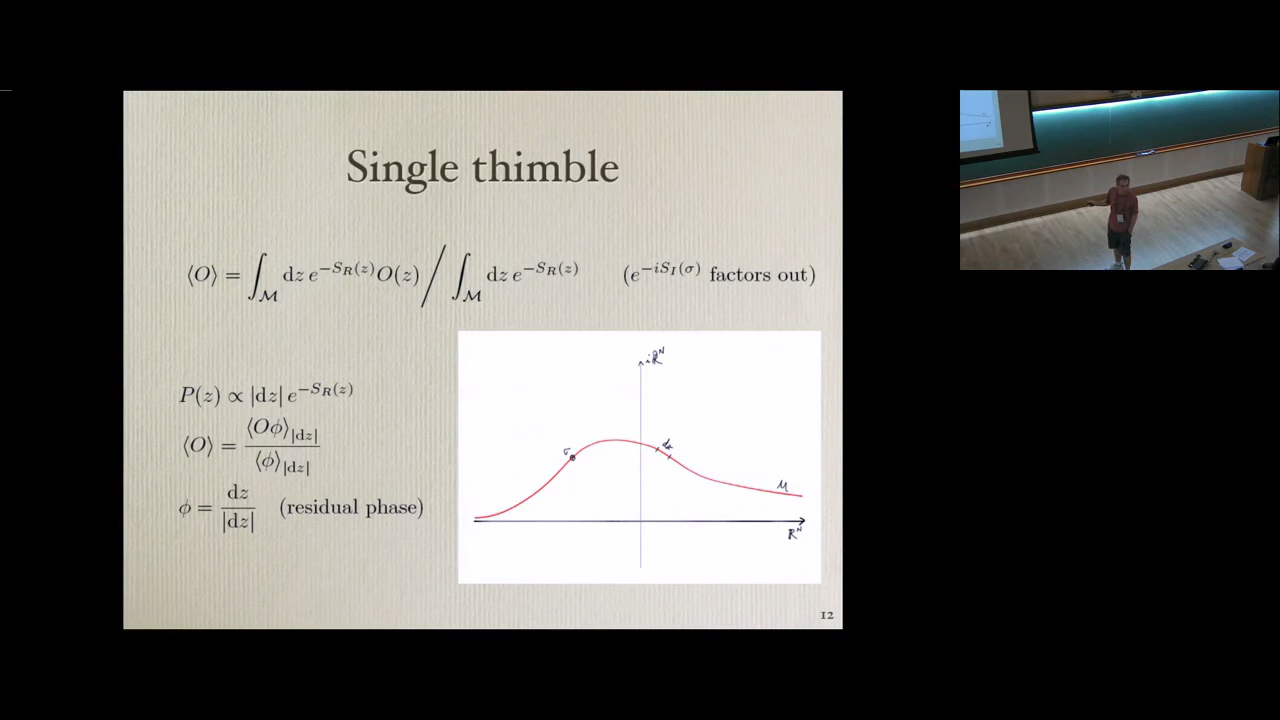 Single thimble
⟨O⟩ = ∫_M dz e^{−S_R(z)} O(z) / ∫_M dz e^{−S_R(z)} (e^{−iS_I(σ)} factors out)
P(z) ∝ |dz| e^{−S_R(z)}
⟨O⟩ = ⟨Oϕ⟩_{|dz|} / ⟨ϕ⟩_{|dz|}
ϕ = dz / |dz| (residual phase)
iR^N
σ
dz
M
R^N
12